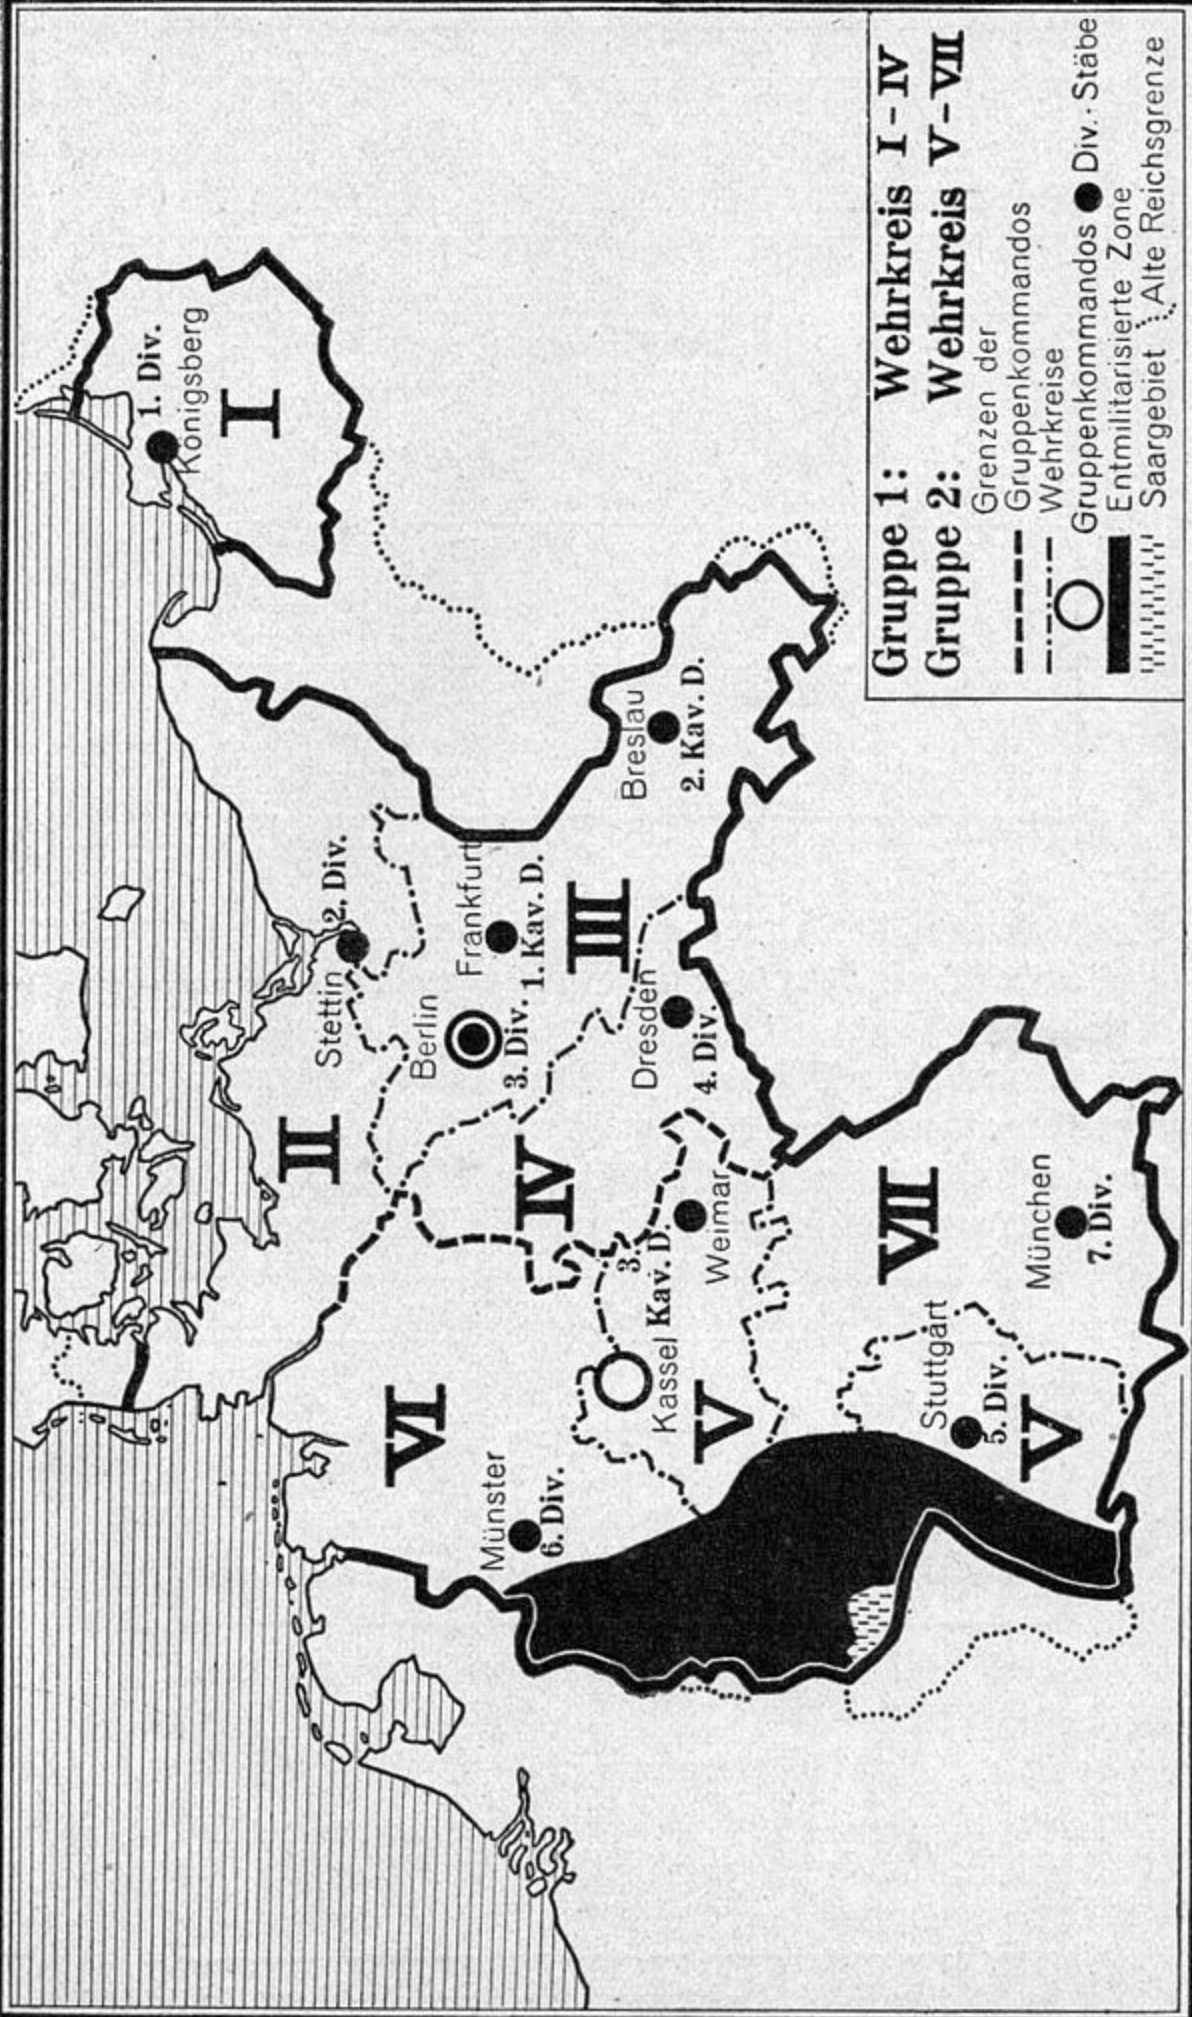 1. Div.
Königsberg
I
2. Div.
Stettin
II
Berlin
3. Div.
Frankfurt
1. Kav. D.
III
Breslau
2. Kav. D.
Dresden
4. Div.
IV
3.
Kav. D.
Weimar
Kassel
V
VI
Münster
6. Div.
VII
München
7. Div.
Stuttgart
5. Div.
V
Gruppe 1: Wehrkreis I-IV
Gruppe 2: Wehrkreis V-VII
Grenzen der
Gruppenkommandos
Wehrkreise
Gruppenkommandos Div.-Stäbe
Entmilitarisierte Zone
Saargebiet Alte Reichsgrenze